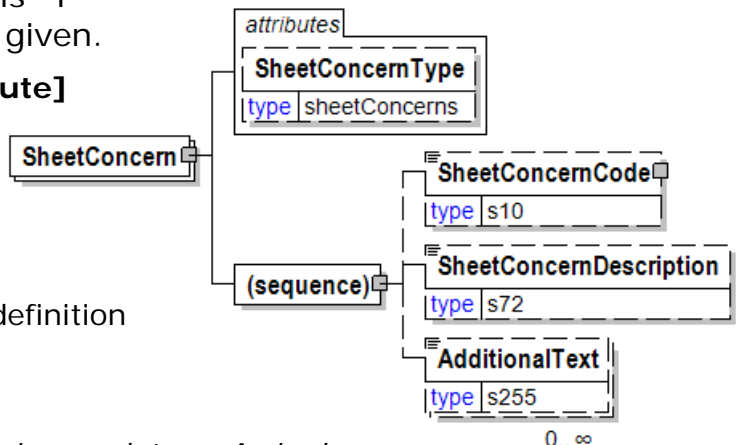 given.
ute]
attributes
SheetConcernType
type sheetConcerns
SheetConcern
SheetConcernCode
type s10
(sequence)
SheetConcernDescription
type s72
definition
AdditionalText
type s255
0..∞